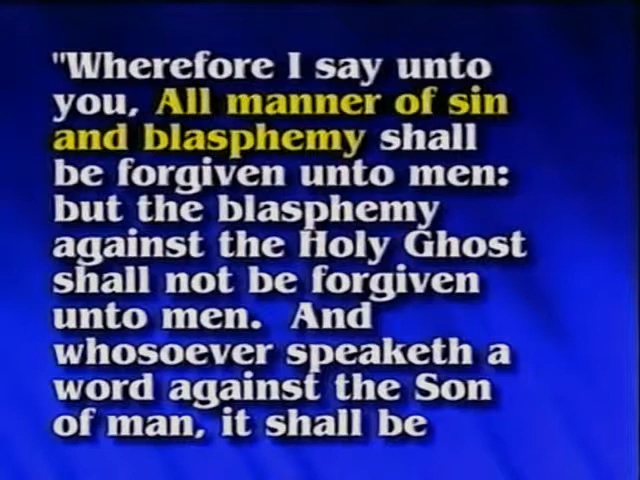 "Wherefore I say unto
you, All manner of sin
and blasphemy shall
be forgiven unto men:
but the blasphemy
against the Holy Ghost
shall not be forgiven
unto men.  And
whosoever speaketh a
word against the Son
of man, it shall be